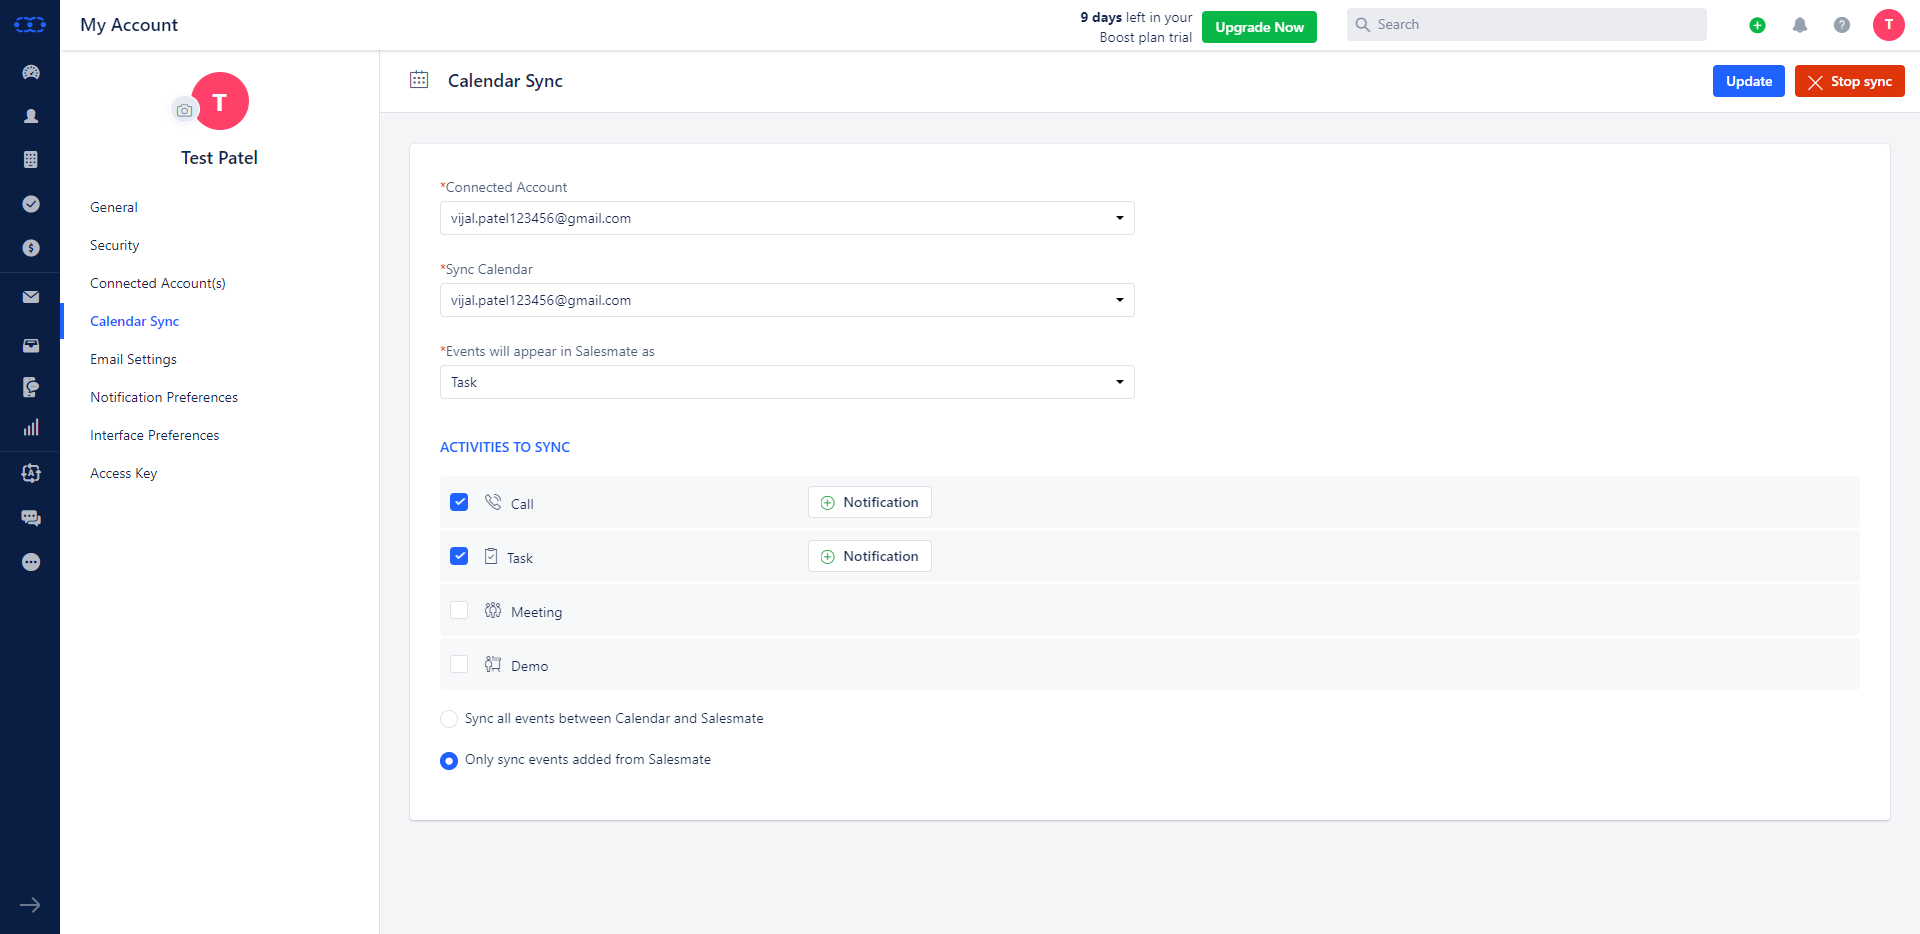 My Account
9 days left in your
Boost plan trial
Upgrade Now
Search
?
T
T
Test Patel
General
Security
Connected Account(s)
Calendar Sync
Email Settings
Notification Preferences
Interface Preferences
Access Key
Calendar Sync
Update
Stop sync
*Connected Account
vijal.patel123456@gmail.com
*Sync Calendar
vijal.patel123456@gmail.com
*Events will appear in Salesmate as
Task
ACTIVITIES TO SYNC
Call
Notification
Task
Notification
Meeting
Demo
Sync all events between Calendar and Salesmate
Only sync events added from Salesmate